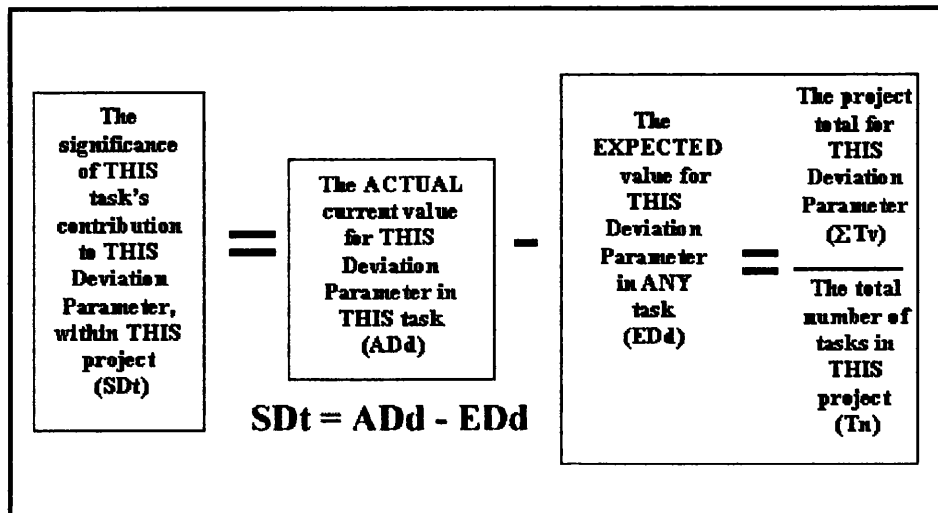 The
significance
of THIS
task's
contribution
to THIS
Deviation
Parameter,
within THIS
project
(SDt)
=
The ACTUAL
current value
for THIS
Deviation
Parameter in
THIS task
(ADd)
-
The
EXPECTED
value for
THIS
Deviation
Parameter
in ANY
task
(EDd)
=
The project
total for
THIS
Deviation
Parameter
(ΣTv)
The total
number of
tasks in
THIS
project
(Tn)
SDt = ADd - EDd